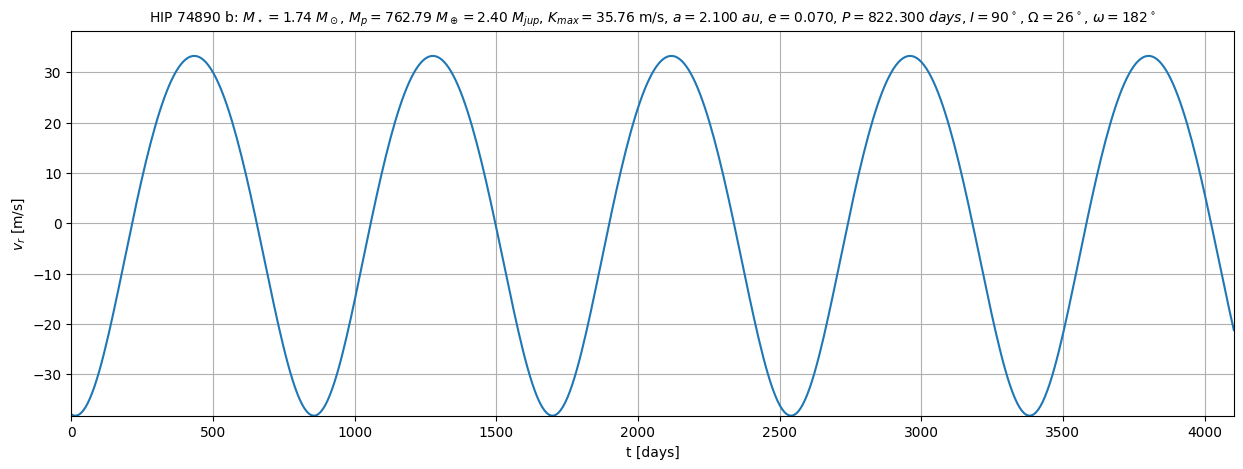 HIP 74890 b: M⋆ = 1.74 M⊙, Mp = 762.79 M⊕ = 2.40 Mjup, Kmax = 35.76 m/s, a = 2.100 au, e = 0.070, P = 822.300 days, I = 90°, Ω = 26°, ω = 182°
30
20
10
0
−10
−20
−30
vr [m/s]
0 500 1000 1500 2000 2500 3000 3500 4000
t [days]